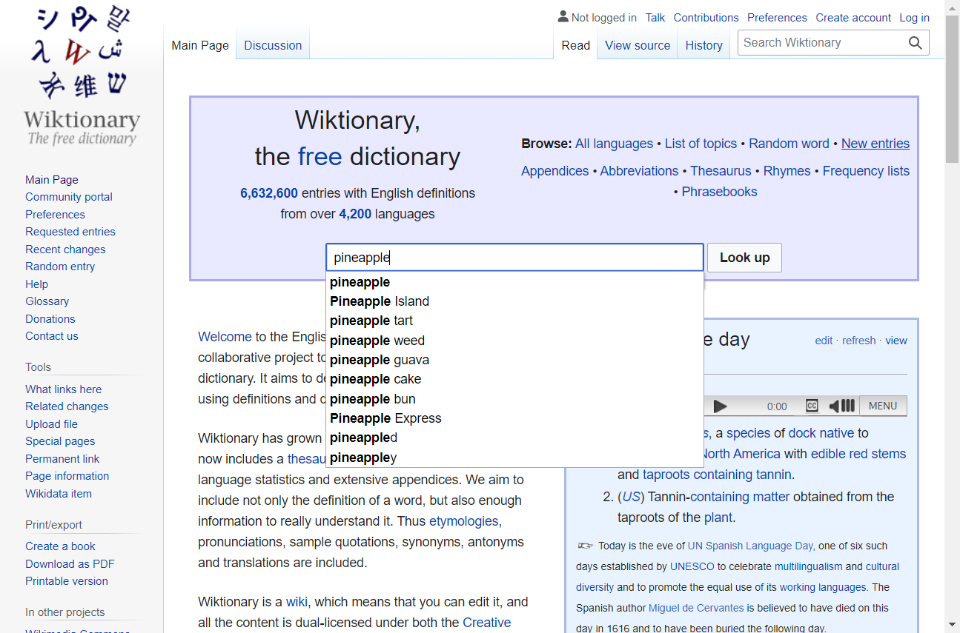 Wiktionary
The free dictionary
Not logged in Talk Contributions Preferences Create account Log in
Main Page Discussion Read View source History Search Wiktionary
Main Page
Community portal
Preferences
Requested entries
Recent changes
Random entry
Help
Glossary
Donations
Contact us
Tools
What links here
Related changes
Upload file
Special pages
Permanent link
Page information
Wikidata item
Print/export
Create a book
Download as PDF
Printable version
In other projects
Wiktionary,
the free dictionary
6,632,600 entries with English definitions
from over 4,200 languages
Browse: All languages • List of topics • Random word • New entries
Appendices • Abbreviations • Thesaurus • Rhymes • Frequency lists
• Phrasebooks
pineapple Look up
pineapple
Pineapple Island
pineapple tart
pineapple weed
pineapple guava
pineapple cake
pineapple bun
Pineapple Express
pineappled
pineappley
Welcome to the
collaborative project
dictionary. It aims to
using definitions and
Wiktionary has grown
now includes a
language statistics and extensive appendices. We aim to
include not only the definition of a word, but also enough
information to really understand it. Thus etymologies,
pronunciations, sample quotations, synonyms, antonyms
and translations are included.
Wiktionary is a wiki, which means that you can edit it, and
all the content is dual-licensed under both the Creative
day edit · refresh · view
0:00 CC MENU
, a species of dock native to
North America with edible red stems
and taproots containing tannin.
2. (US) Tannin-containing matter obtained from the
taproots of the plant.
Today is the eve of UN Spanish Language Day, one of six such
days established by UNESCO to celebrate multilingualism and cultural
diversity and to promote the equal use of its working languages. The
Spanish author Miguel de Cervantes is believed to have died on this
day in 1616 and to have been buried the following day.